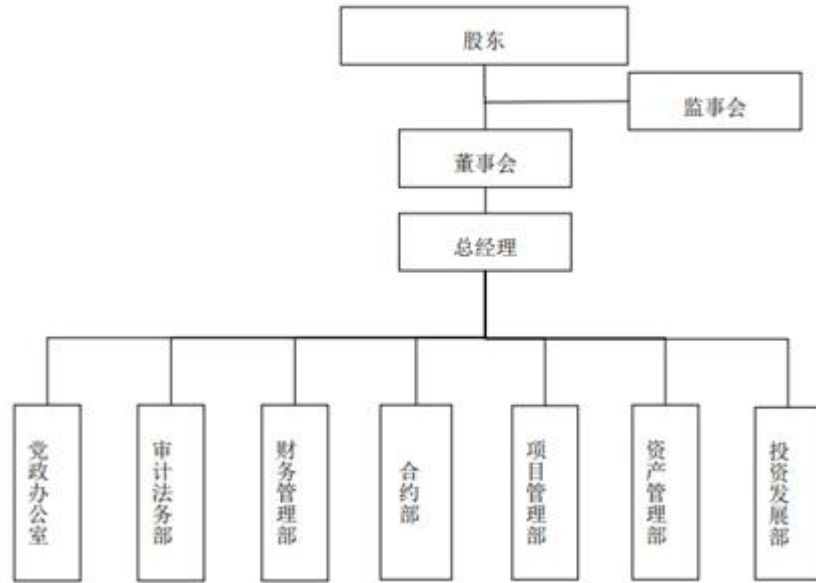 股东
监事会
董事会
总经理
党政办公室
审计法务部
财务管理部
合约部
项目管理部
资产管理部
投资发展部